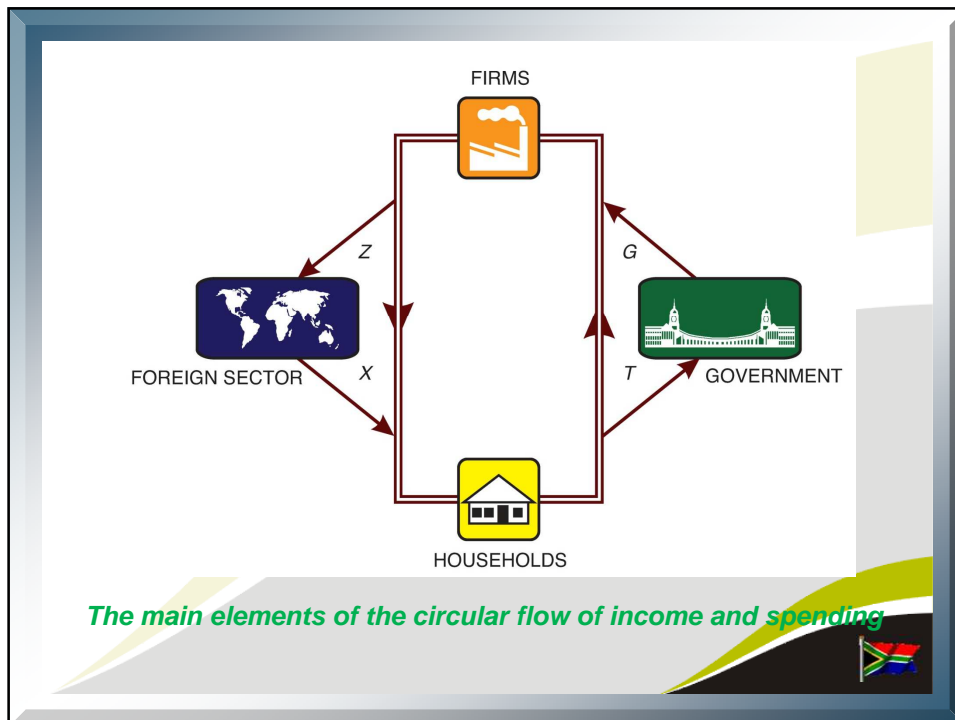 FIRMS
Z
G
FOREIGN SECTOR
X
T
GOVERNMENT
HOUSEHOLDS
The main elements of the circular flow of income and spending